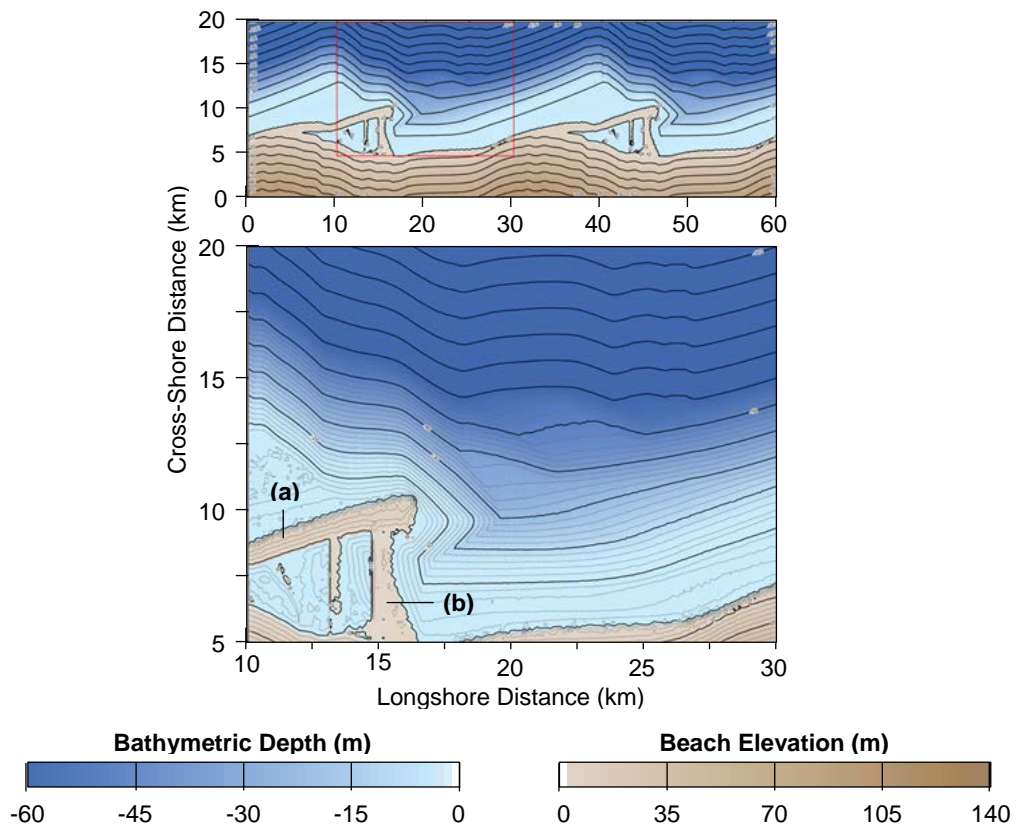 20
15
10
5
0
0 10 20 30 40 50 60
Cross-Shore Distance (km)
20
15
10
5
(a)
(b)
10 15 20 25 30
Longshore Distance (km)
Bathymetric Depth (m)
-60 -45 -30 -15 0
Beach Elevation (m)
0 35 70 105 140